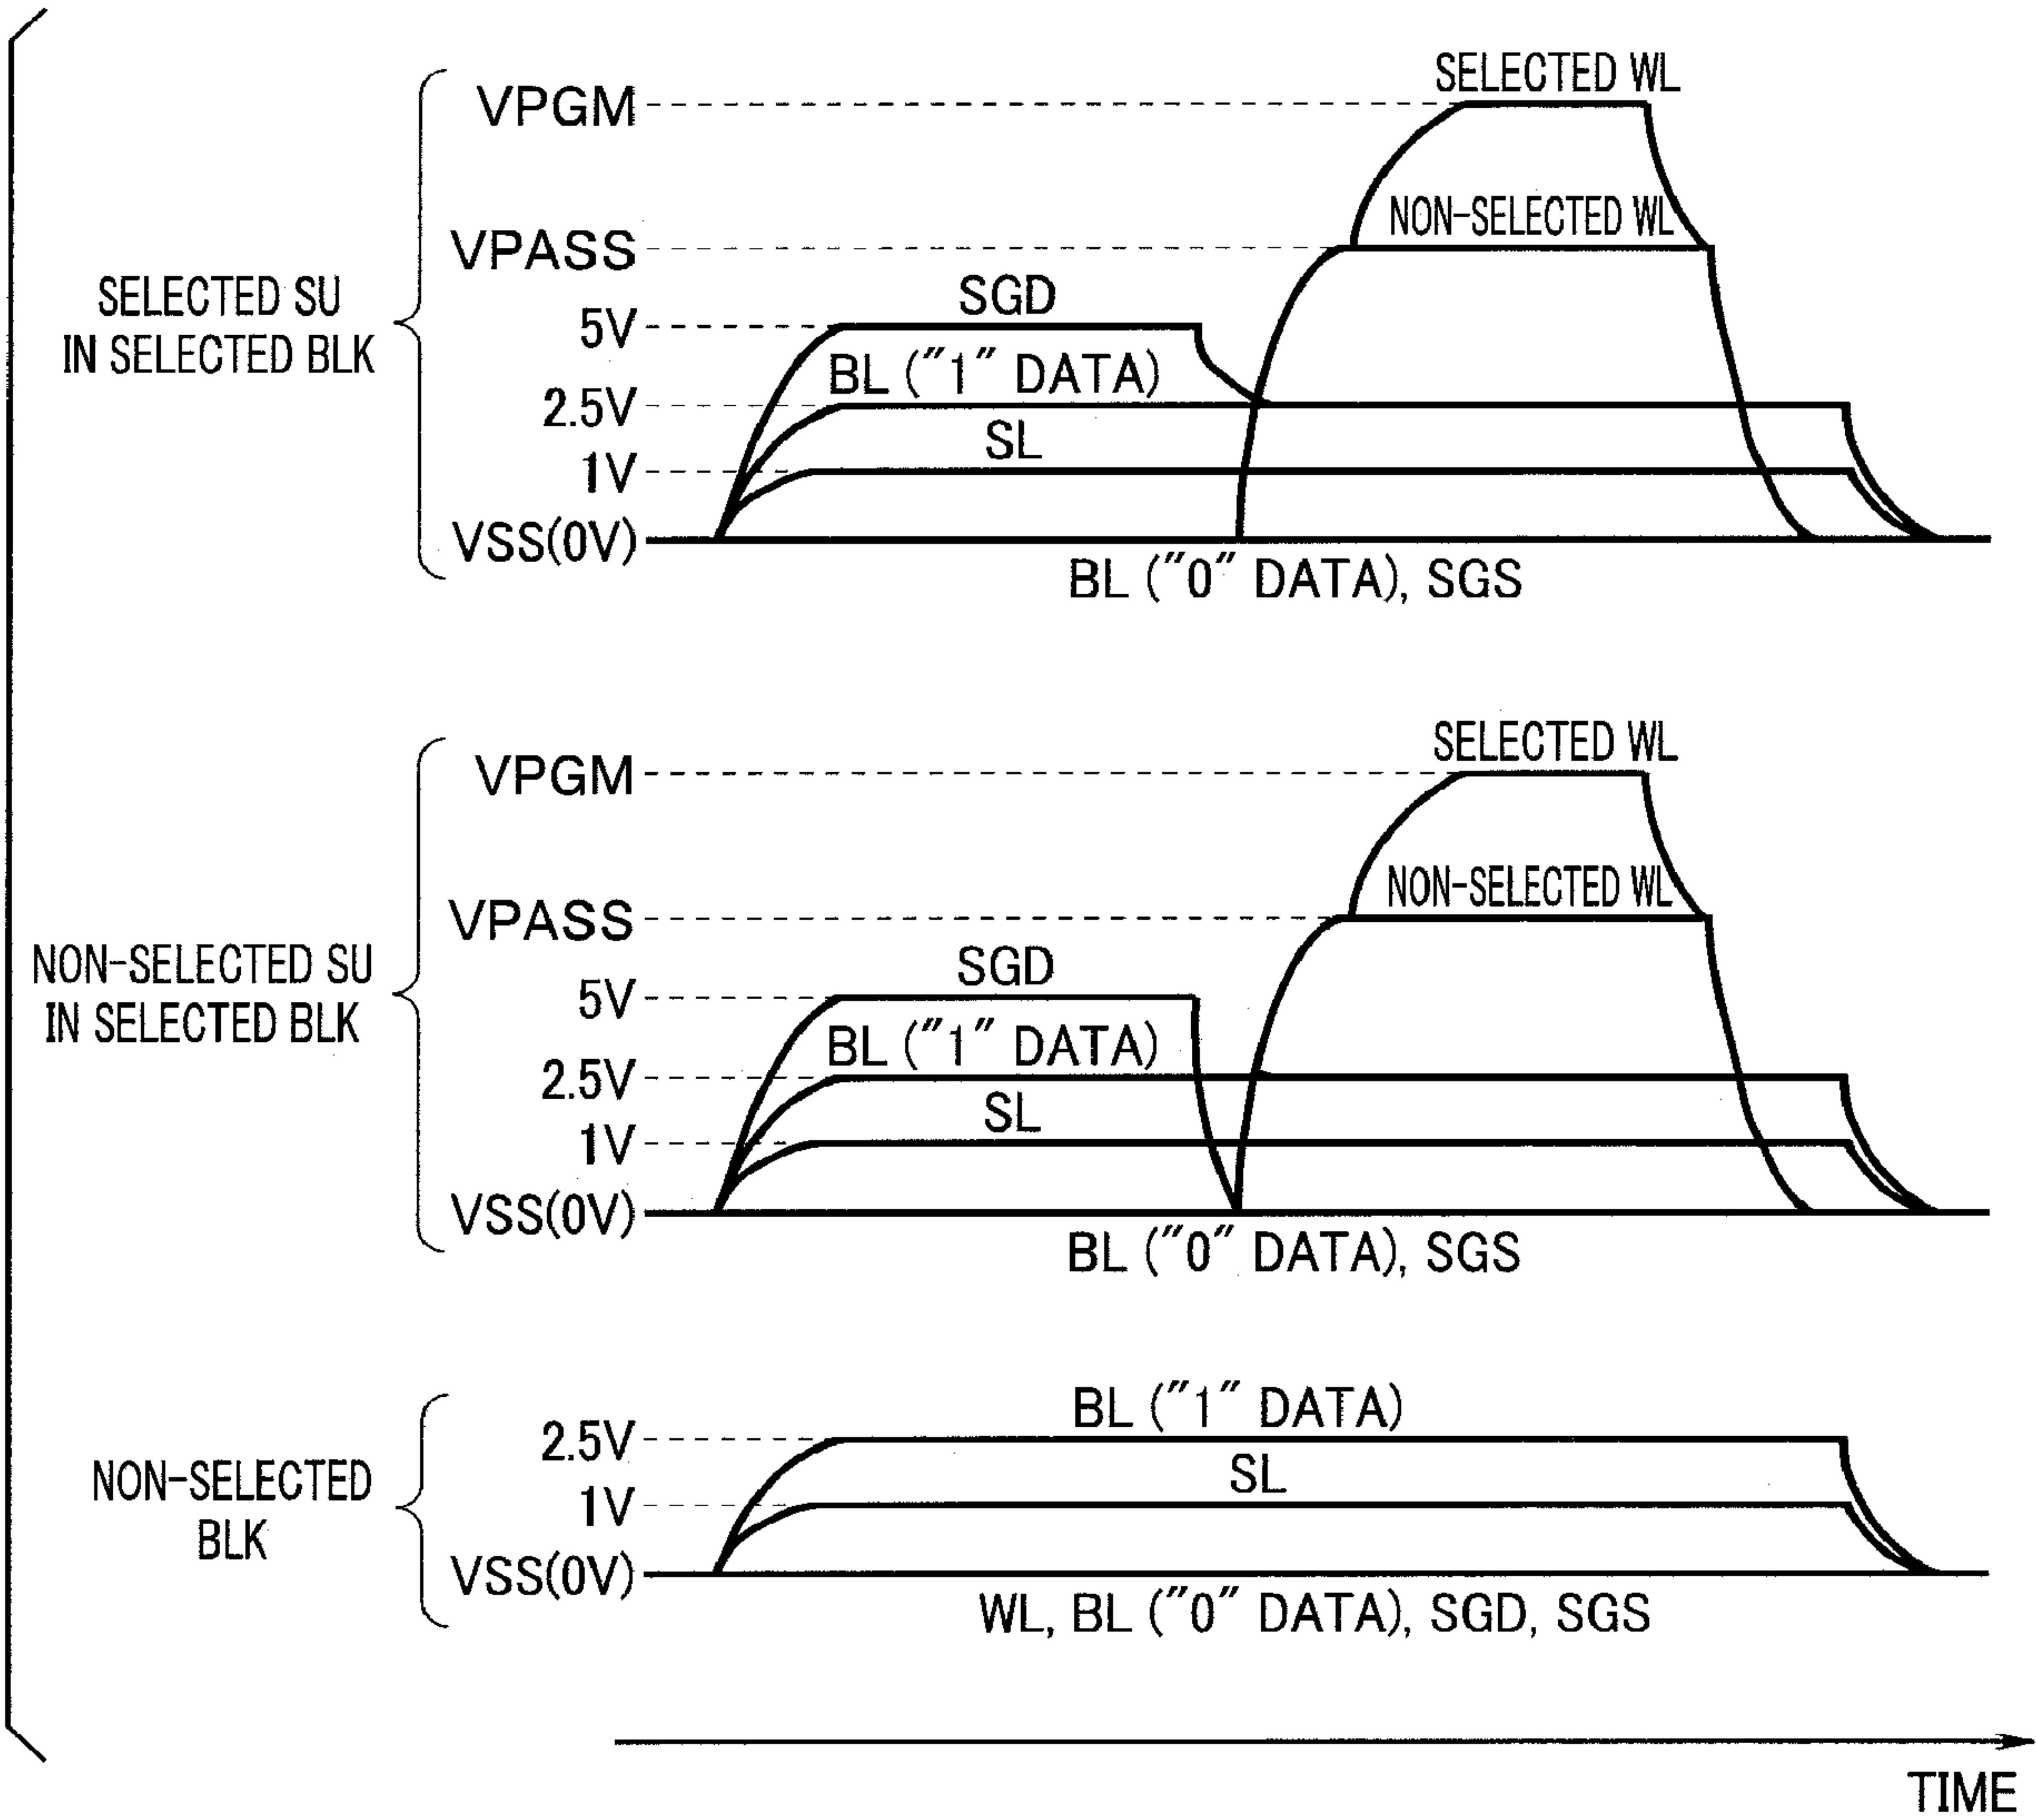 SELECTED WL
VPGM
NON-SELECTED WL
VPASS
SELECTED SU
IN SELECTED BLK
SGD
5V
BL ("1" DATA)
2.5V
SL
1V
VSS(0V)
BL ("0" DATA), SGS
SELECTED WL
VPGM
NON-SELECTED WL
VPASS
NON-SELECTED SU
IN SELECTED BLK
SGD
5V
BL ("1" DATA)
2.5V
SL
1V
VSS(0V)
BL ("0" DATA), SGS
BL ("1" DATA)
2.5V
NON-SELECTED
BLK
SL
1V
VSS(0V)
WL, BL ("0" DATA), SGD, SGS
TIME